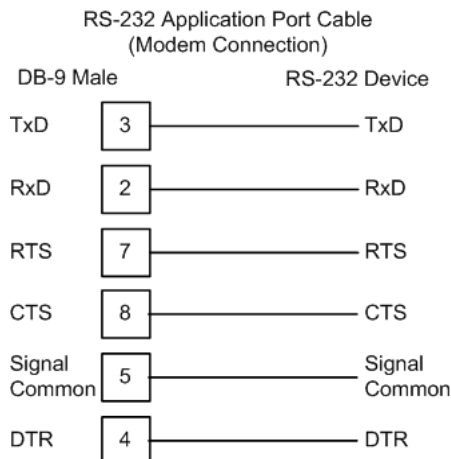 RS-232 Application Port Cable
(Modem Connection)
DB-9 Male RS-232 Device
TxD 3 TxD
RxD 2 RxD
RTS 7 RTS
CTS 8 CTS
Signal Signal
Common 5 Common
DTR 4 DTR